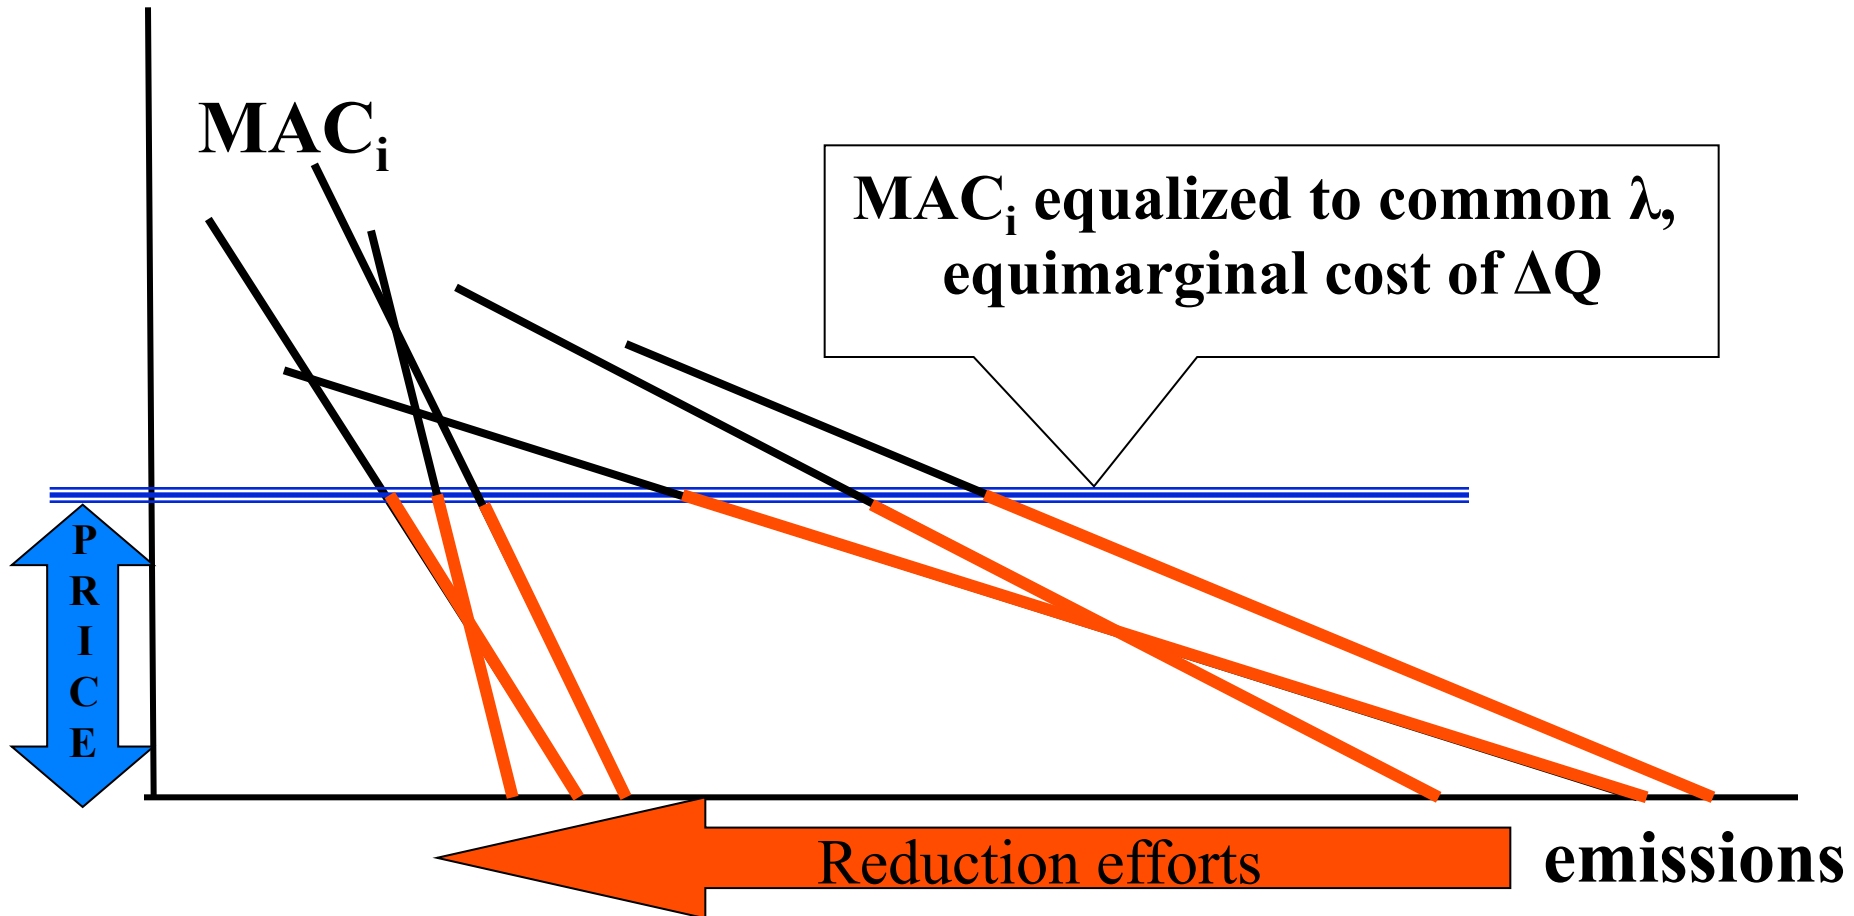 MACi
MACi equalized to common λ,
equimarginal cost of ΔQ
P
R
I
C
E
Reduction efforts
emissions